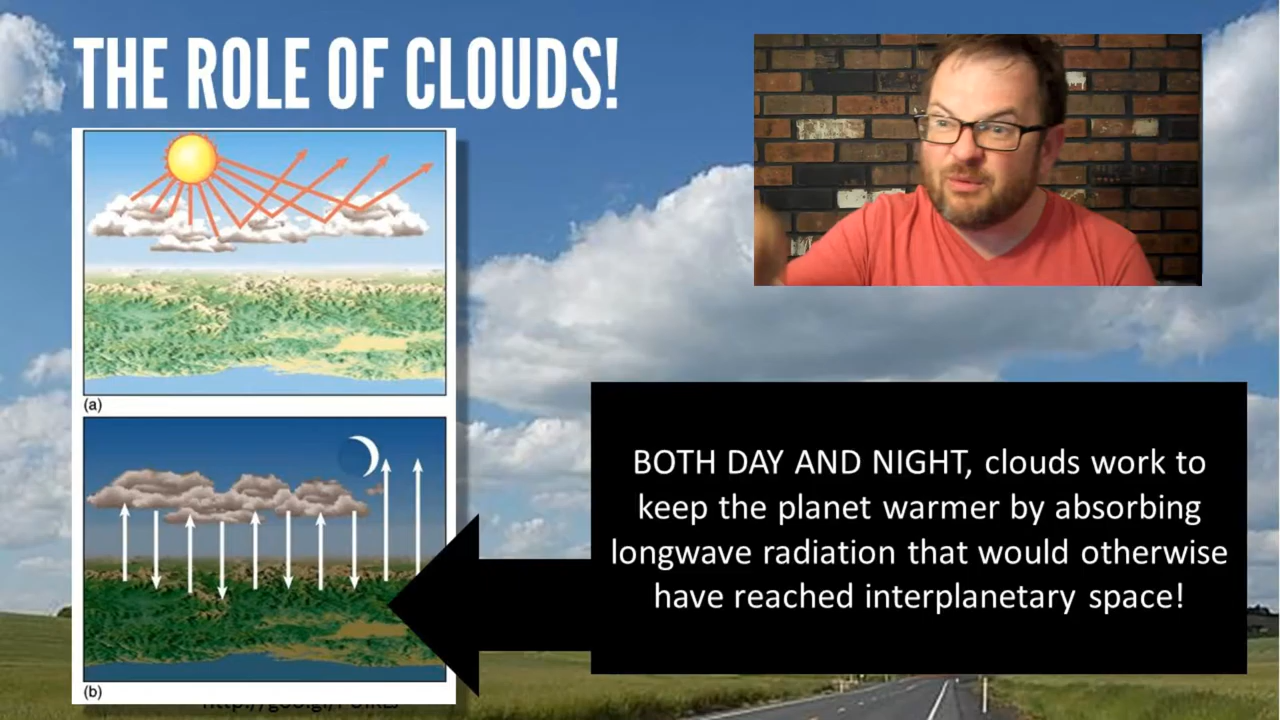 THE ROLE OF CLOUDS!
(a)
BOTH DAY AND NIGHT, clouds work to
keep the planet warmer by absorbing
longwave radiation that would otherwise
have reached interplanetary space!
(b)